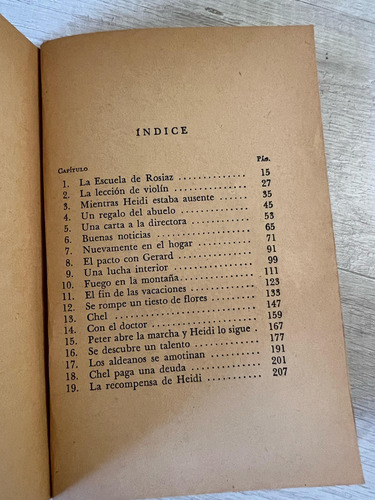 ÍNDICE
CAPÍTULO PÁG.
1. La Escuela de Rosiaz .......... 15
2. La lección de violín .......... 27
3. Mientras Heidi estaba ausente .......... 35
4. Un regalo del abuelo .......... 45
5. Una carta a la directora .......... 53
6. Buenas noticias .......... 65
7. Nuevamente en el hogar .......... 71
8. El pacto con Gerard .......... 91
9. Una lucha interior .......... 99
10. Fuego en la montaña .......... 111
11. El fin de las vacaciones .......... 123
12. Se rompe un tiesto de flores .......... 133
13. Chel .......... 147
14. Con el doctor .......... 159
15. Peter abre la marcha y Heidi lo sigue .. 167
16. Se descubre un talento .......... 177
17. Los aldeanos se amotinan .......... 191
18. Chel paga una deuda .......... 201
19. La recompensa de Heidi .......... 207